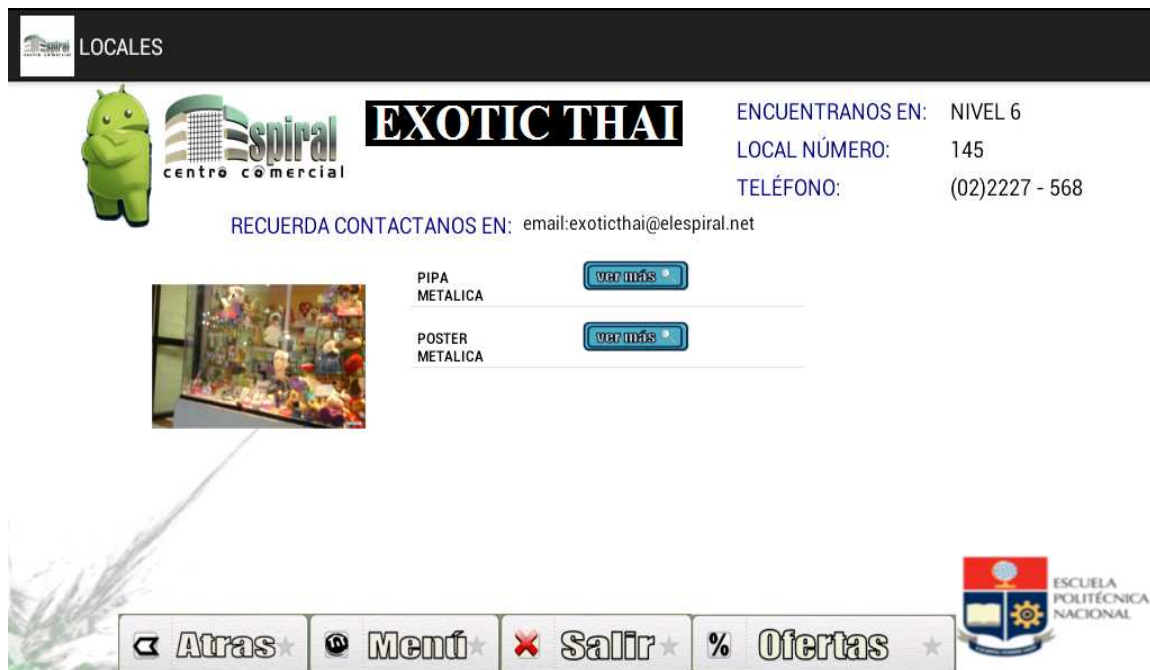 LOCALES
Espiral
centro comercial
EXOTIC THAI
ENCUENTRANOS EN: NIVEL 6
LOCAL NÚMERO: 145
TELÉFONO: (02)2227 - 568
RECUERDA CONTACTANOS EN: email:exoticthai@elespiral.net
PIPA
METALICA
ver más
POSTER
METALICA
ver más
Atras
Menú
Salir
% Ofertas
ESCUELA
POLITÉCNICA
NACIONAL